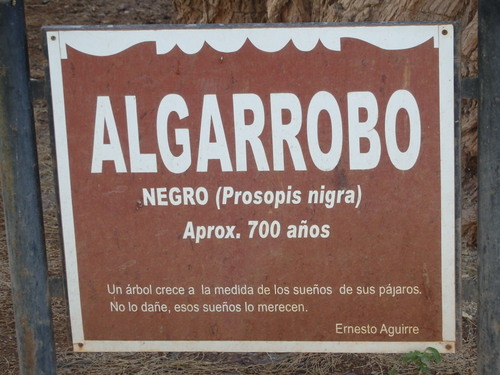 ALGARROBO
NEGRO (Prosopis nigra)
Aprox. 700 años
Un árbol crece a la medida de los sueños de sus pájaros.
No lo dañe, esos sueños lo merecen.
Ernesto Aguirre